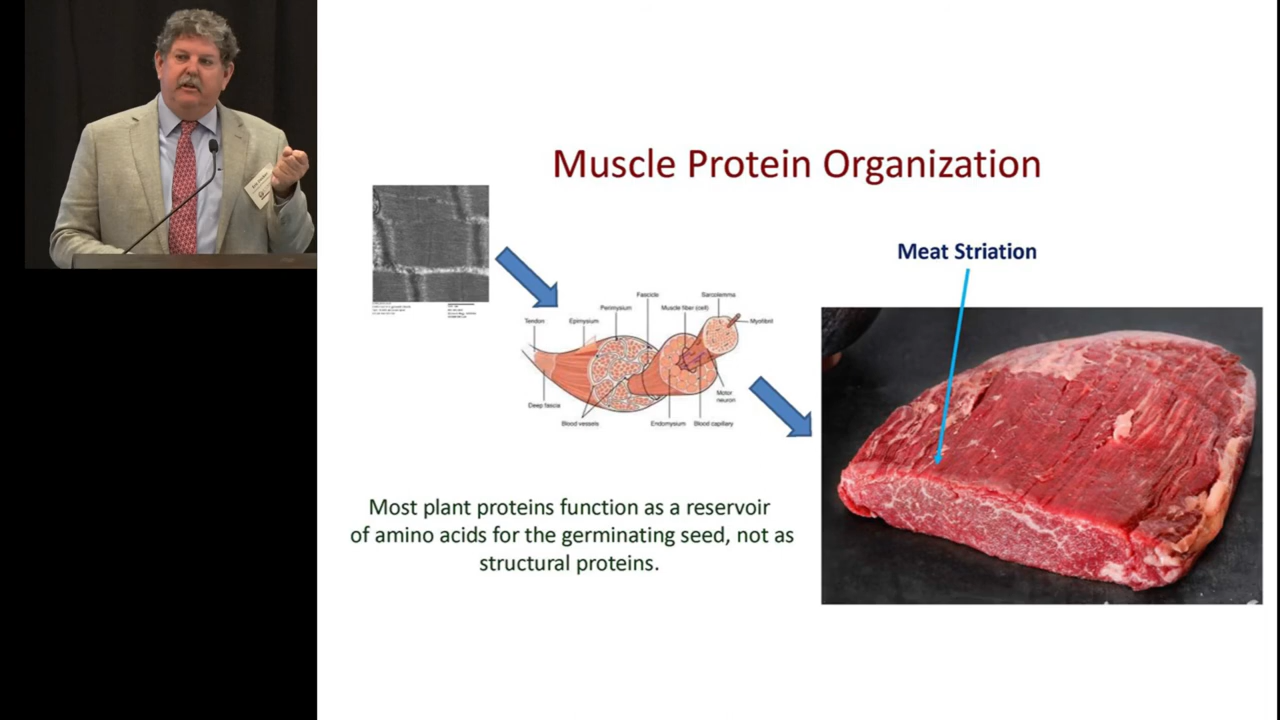 Muscle Protein Organization
Meat Striation
Fascicle
Sarcolemma
Perimysium
Muscle fiber (cell)
Tendon
Epimysium
Myofibril
Motor
neuron
Deep fascia
Blood vessels
Endomysium
Blood capillary
Most plant proteins function as a reservoir
of amino acids for the germinating seed, not as
structural proteins.